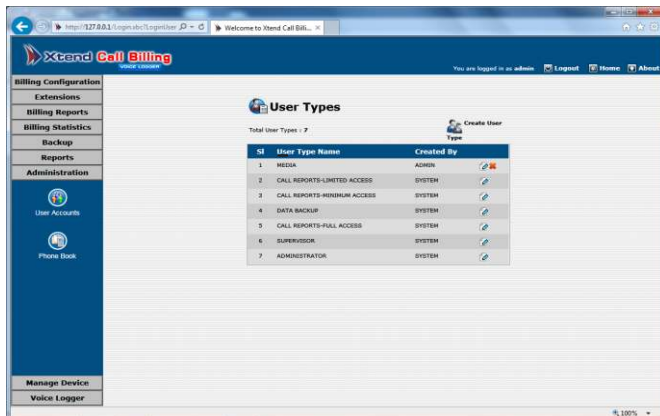 http://127.0.0.1/Login.xbc?LoginUser
Welcome to Xtend Call Billi...
Xtend Call Billing
VOICE LOGGER
You are logged in as admin Logout Home About
Billing Configuration
Extensions
Billing Reports
Billing Statistics
Backup
Reports
Administration
User Accounts
Phone Book
Manage Device
Voice Logger
User Types
Total User Types : 7
Create User
Type
Sl User Type Name Created By
1 MEDIA ADMIN
2 CALL REPORTS-LIMITED ACCESS SYSTEM
3 CALL REPORTS-MINIMUM ACCESS SYSTEM
4 DATA BACKUP SYSTEM
5 CALL REPORTS-FULL ACCESS SYSTEM
6 SUPERVISOR SYSTEM
7 ADMINISTRATOR SYSTEM
100%